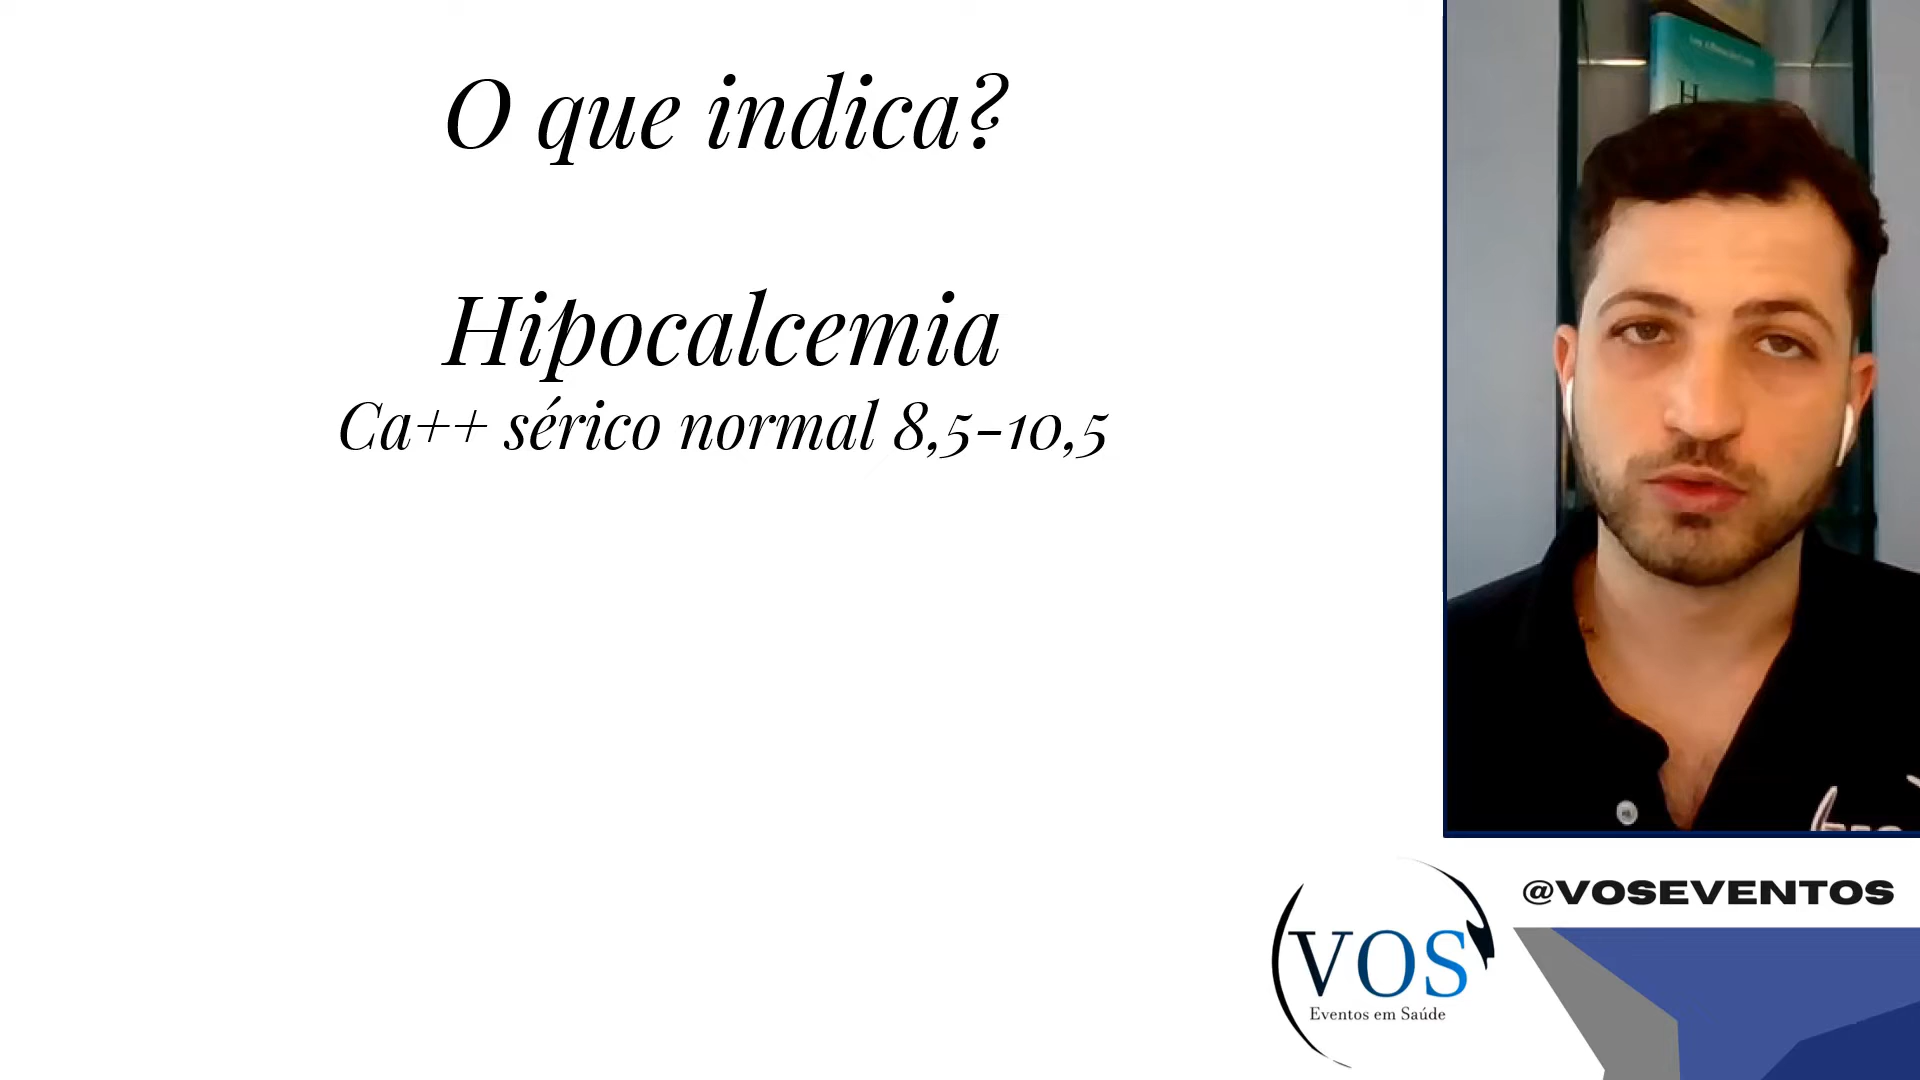 O que indica?
Hipocalcemia
Ca++ sérico normal 8,5-10,5
@VOSEVENTOS
VOS
Eventos em Saúde